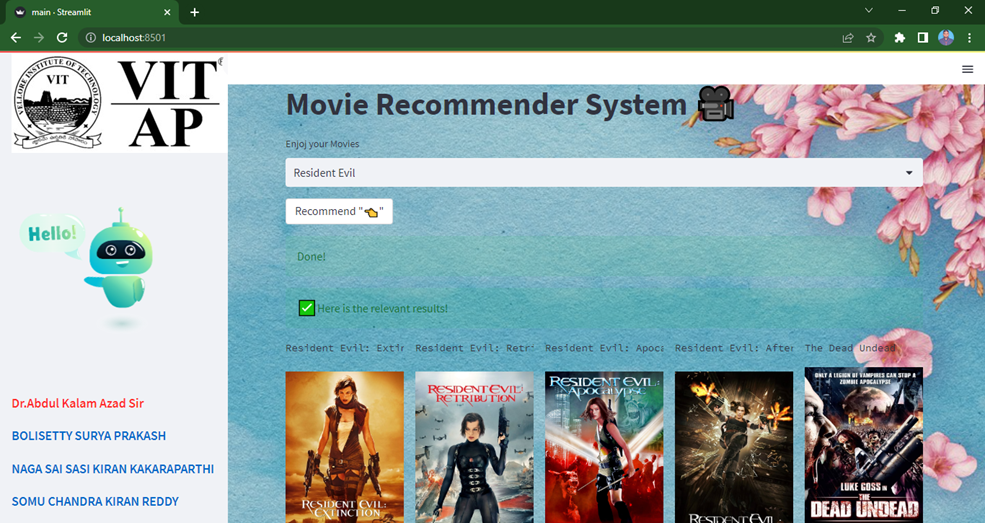 main · Streamlit
localhost:8501
VELLORE INSTITUTE OF TECHNOLOGY
VIT
VIT
AP
Hello!
Dr.Abdul Kalam Azad Sir
BOLISETTY SURYA PRAKASH
NAGA SAI SASI KIRAN KAKARAPARTHI
SOMU CHANDRA KIRAN REDDY
Movie Recommender System
Enjoj your Movies
Resident Evil
Recommend "👈"
Done!
✅ Here is the relevant results!
Resident Evil: Extin
Resident Evil: Retr
Resident Evil: Apoca
Resident Evil: After
The Dead Undead
RESIDENT EVIL:
EXTINCTION
RESIDENT EVIL:
RETRIBUTION
RESIDENT EVIL:
APOCALYPSE
RESIDENT EVIL:
ONLY A LEGION OF VAMPIRES CAN STOP A
ZOMBIE APOCALYPSE
LUKE GOSS IN
THE
DEAD UNDEAD